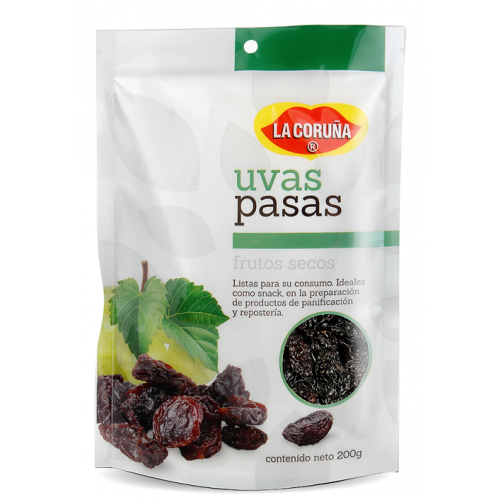 LA CORUÑA
®
uvas
pasas
frutos secos
Listas para su consumo. Ideales
como snack, en la preparación
de productos de panificación
y repostería.
contenido neto 200g